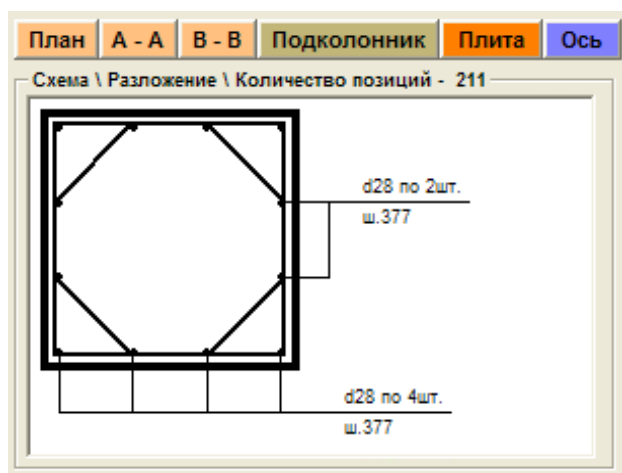 План A - A B - B Подколонник Плита Ось
Схема \ Разложение \ Количество позиций - 211
d28 по 2шт.
ш.377
d28 по 4шт.
ш.377